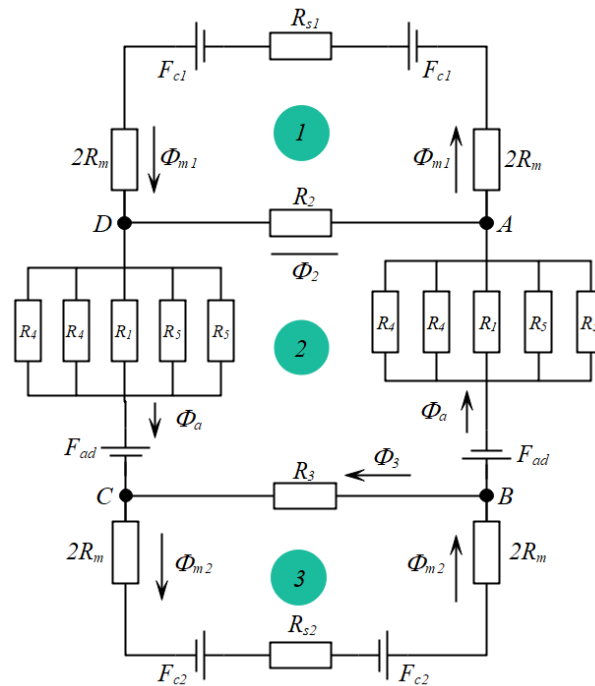 R_{s1}
F_{c1} F_{c1}
1
2R_m Φ_{m1} Φ_{m1} 2R_m
R_2
D A
Φ_2
R_4 R_4 R_1 R_5 R_5
R_4 R_4 R_1 R_5 R_5
2
Φ_a Φ_a
F_{ad} F_{ad}
R_3 Φ_3
C B
2R_m Φ_{m2} Φ_{m2} 2R_m
3
R_{s2}
F_{c2} F_{c2}